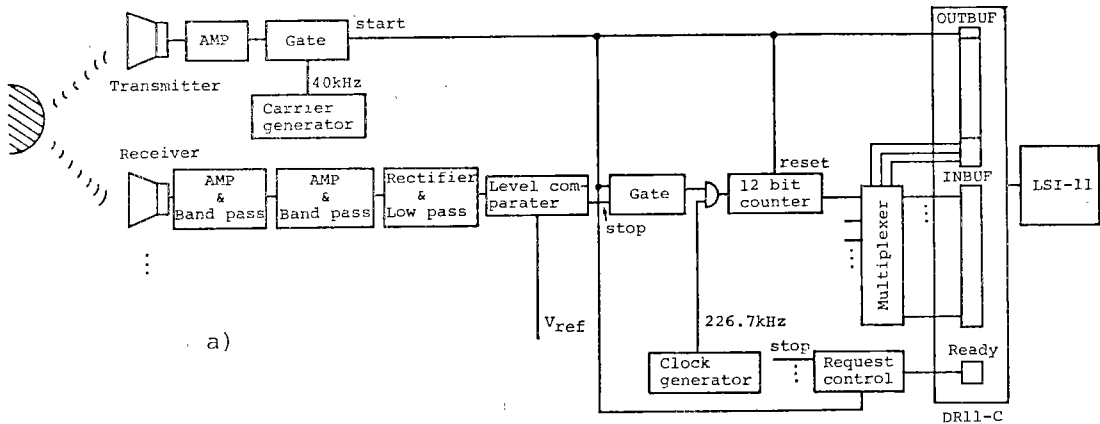 OUTBUF
start
AMP
Gate
Transmitter
40kHz
Carrier
generator
Receiver
AMP
&
Band pass
AMP
&
Band pass
Rectifier
&
Low pass
Level com-
parater
Gate
stop
reset
12 bit
counter
INBUF
LSI-11
Multiplexer
Vref
226.7kHz
a)
Clock
generator
stop
Request
control
Ready
DR11-C